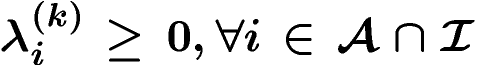 λ_i^{(k)} ≥ 0, ∀i ∈ 𝒜 ∩ ℐ